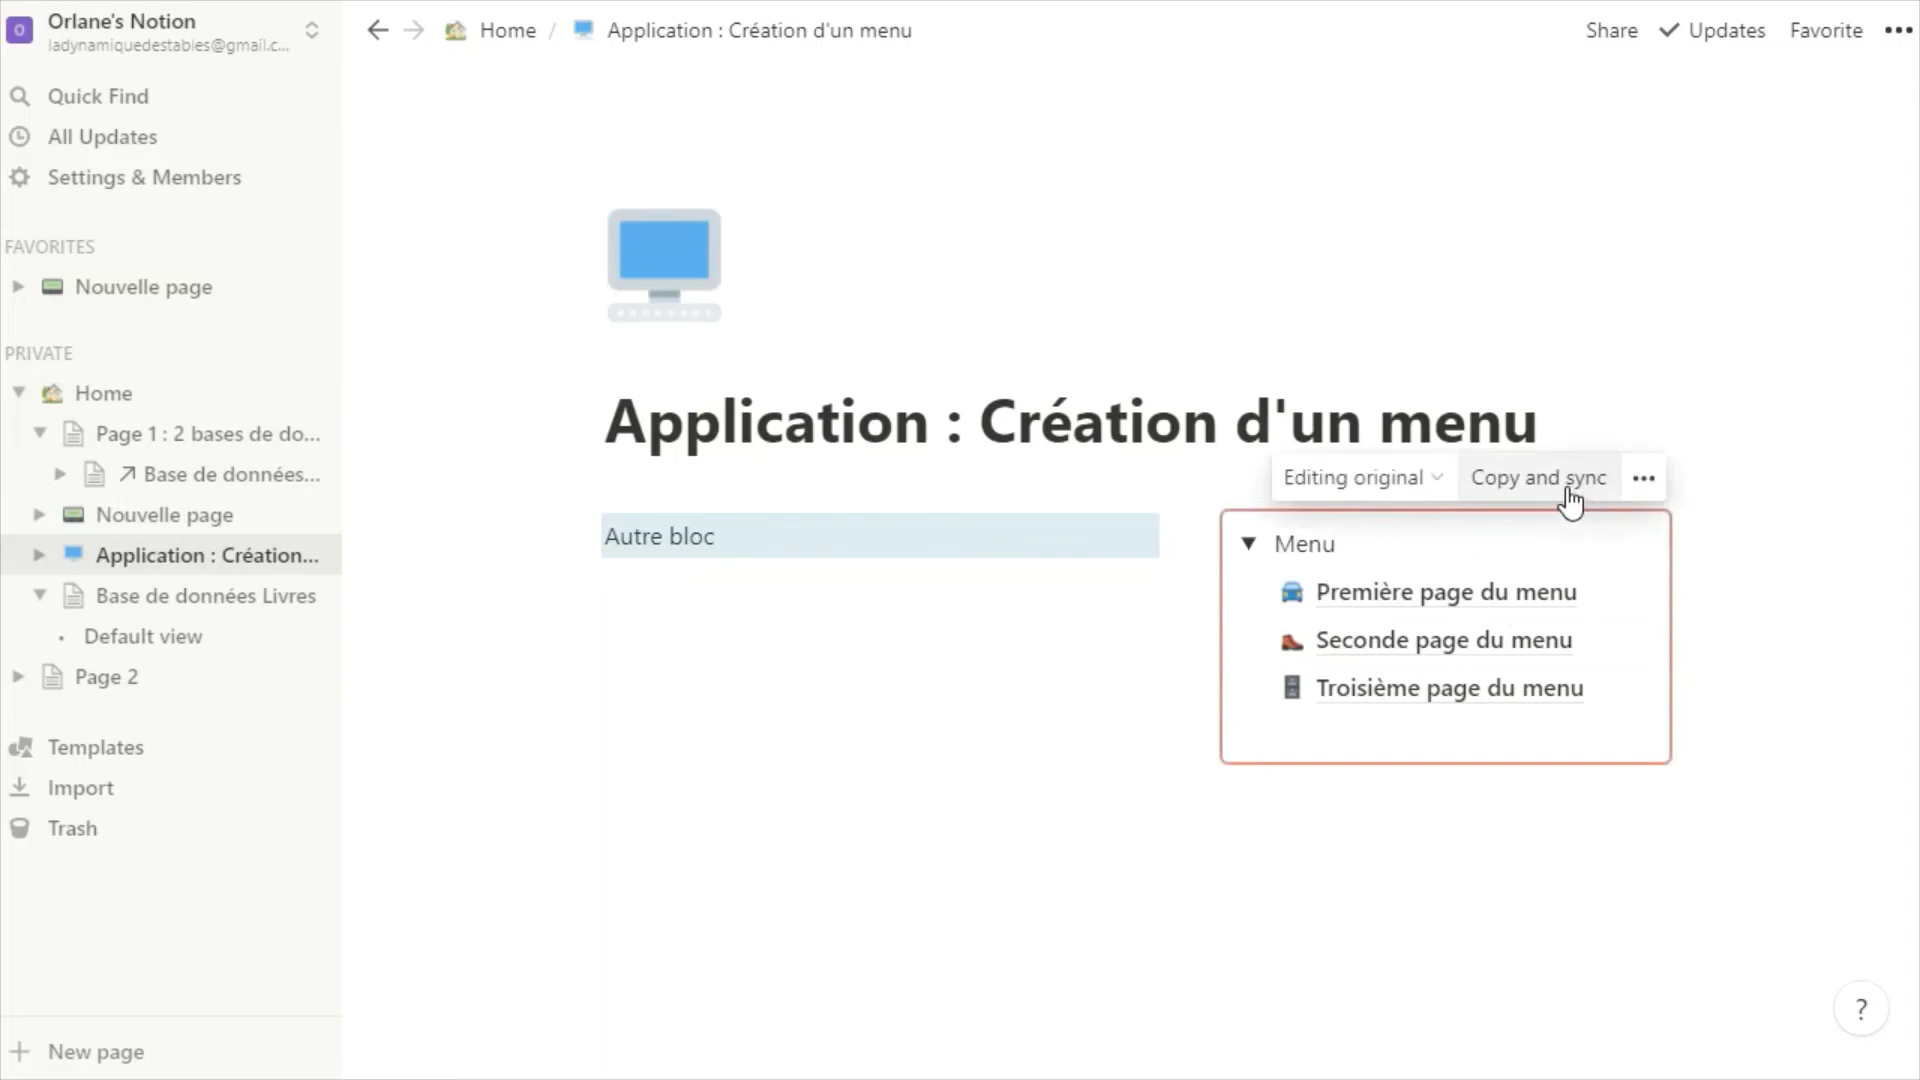 O
Orlane's Notion
ladynamiquedestables@gmail.c...
Quick Find
All Updates
Settings & Members
FAVORITES
Nouvelle page
PRIVATE
Home
Page 1 : 2 bases de do...
Base de données...
Nouvelle page
Application : Création...
Base de données Livres
Default view
Page 2
Templates
Import
Trash
New page
Home / Application : Création d'un menu
Share Updates Favorite
Application : Création d'un menu
Editing original Copy and sync
Autre bloc
Menu
Première page du menu
Seconde page du menu
Troisième page du menu
?